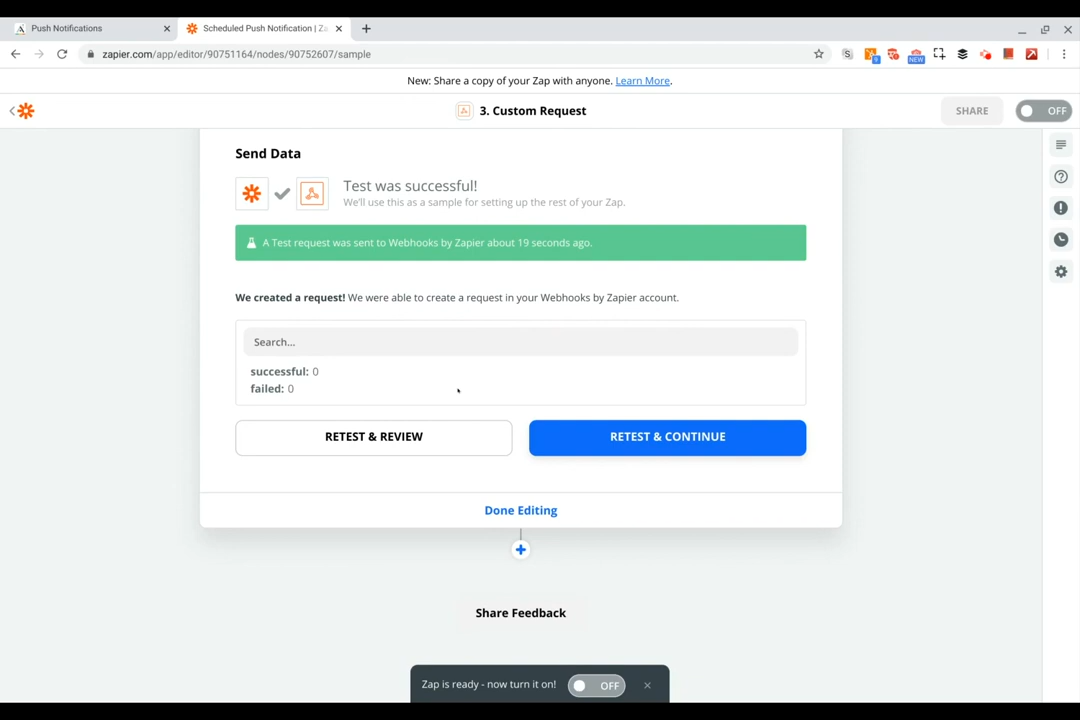 Push Notifications
Scheduled Push Notification | Za
zapier.com/app/editor/90751164/nodes/90752607/sample
9
NEW
New: Share a copy of your Zap with anyone. Learn More.
3. Custom Request
SHARE
OFF
Send Data
Test was successful!
We'll use this as a sample for setting up the rest of your Zap.
A Test request was sent to Webhooks by Zapier about 19 seconds ago.
We created a request! We were able to create a request in your Webhooks by Zapier account.
Search...
successful: 0
failed: 0
RETEST & REVIEW
RETEST & CONTINUE
Done Editing
Share Feedback
Zap is ready - now turn it on!
OFF